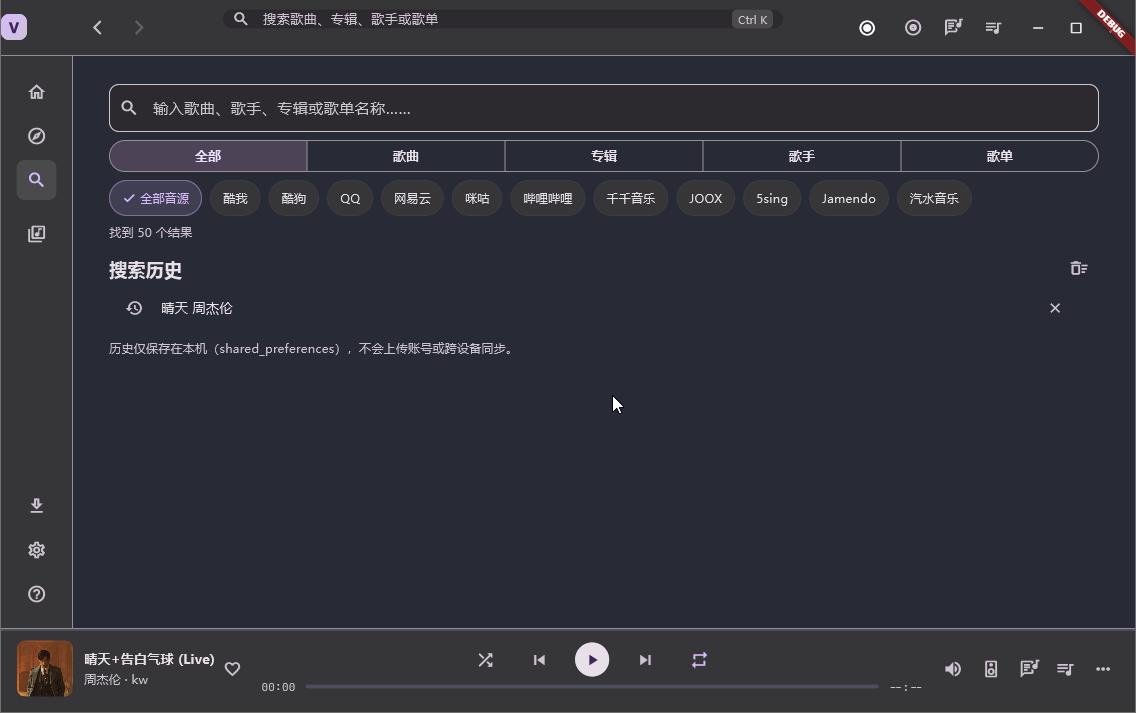 V
搜索歌曲、专辑、歌手或歌单
Ctrl K
DEBUG
输入歌曲、歌手、专辑或歌单名称……
全部 歌曲 专辑 歌手 歌单
全部音源 酷我 酷狗 QQ 网易云 咪咕 哔哩哔哩 千千音乐 JOOX 5sing Jamendo 汽水音乐
找到 50 个结果
搜索历史
晴天 周杰伦
历史仅保存在本机（shared_preferences），不会上传账号或跨设备同步。
晴天+告白气球 (Live)
周杰伦 · kw
00:00
--:--